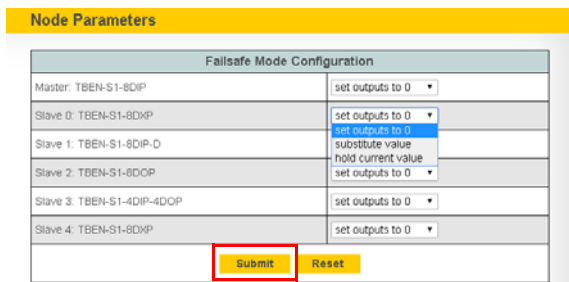 Node Parameters
Failsafe Mode Configuration
Master: TBEN-S1-8DIP set outputs to 0
Slave 0: TBEN-S1-8DXP set outputs to 0
set outputs to 0
Slave 1: TBEN-S1-8DIP-D substitute value
hold current value
Slave 2: TBEN-S1-8DOP set outputs to 0
Slave 3: TBEN-S1-4DIP-4DOP set outputs to 0
Slave 4: TBEN-S1-8DXP set outputs to 0
Submit Reset